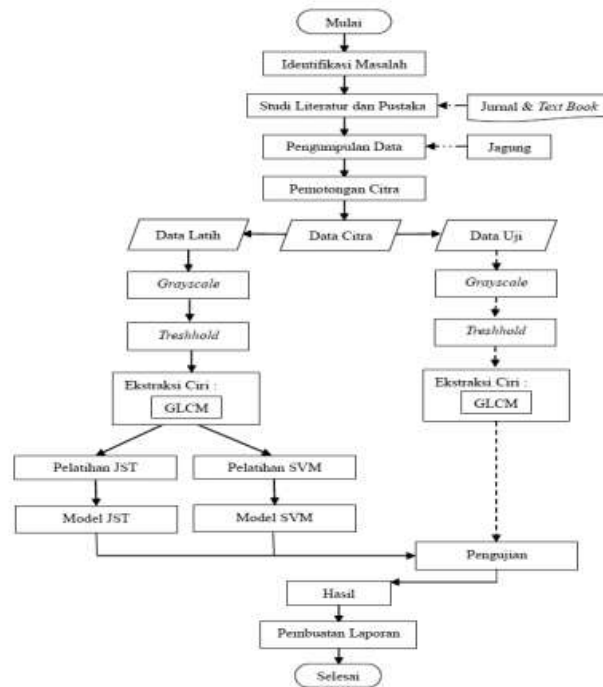 Mulai
Identifikasi Masalah
Studi Literatur dan Pustaka
Jurnal & Text Book
Pengumpulan Data
Jagung
Pemotongan Citra
Data Latih
Data Citra
Data Uji
Grayscale
Grayscale
Treshhold
Treshhold
Ekstraksi Ciri :
GLCM
Ekstraksi Ciri :
GLCM
Pelatihan JST
Pelatihan SVM
Model JST
Model SVM
Pengujian
Hasil
Pembuatan Laporan
Selesai